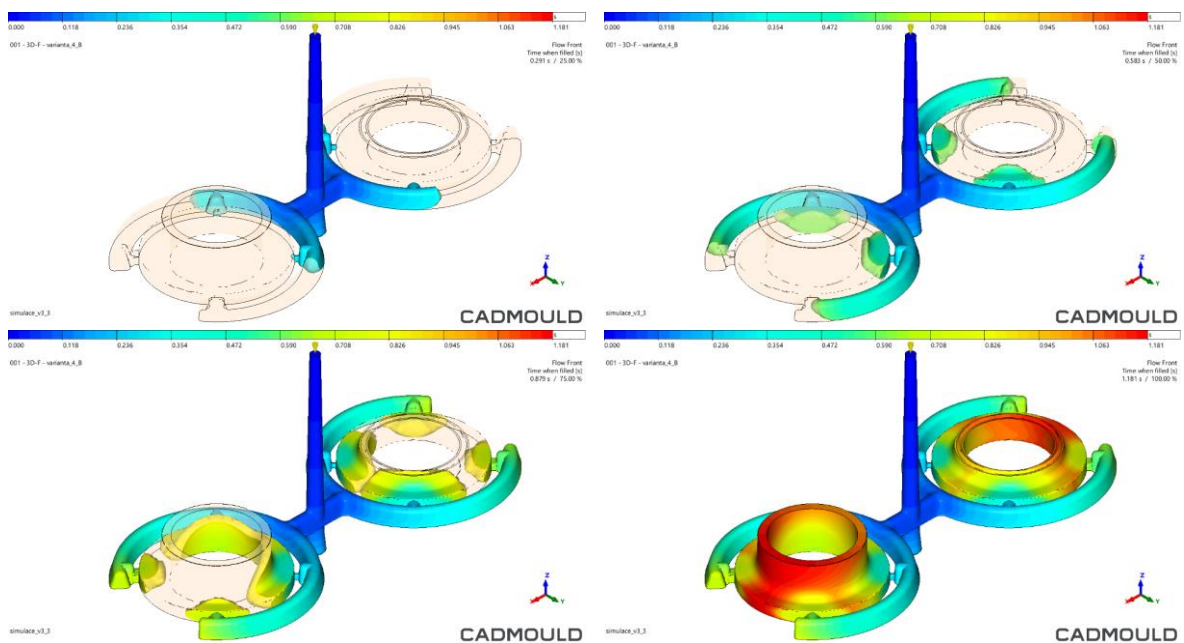 0.000 0.118 0.236 0.354 0.472 0.590 0.708 0.826 0.945 1.063 1.181 s
001 - 3D-F - varianta_4_B
Flow Front
Time when filled [s]
0.291 s / 25.00 %
Z
X Y
simulace_v3_3
CADMOULD
0.000 0.118 0.236 0.354 0.472 0.590 0.708 0.826 0.945 1.063 1.181 s
001 - 3D-F - varianta_4_B
Flow Front
Time when filled [s]
0.583 s / 50.00 %
Z
X Y
simulace_v3_3
CADMOULD
0.000 0.118 0.236 0.354 0.472 0.590 0.708 0.826 0.945 1.063 1.181 s
001 - 3D-F - varianta_4_B
Flow Front
Time when filled [s]
0.879 s / 75.00 %
Z
X Y
simulace_v3_3
CADMOULD
0.000 0.118 0.236 0.354 0.472 0.590 0.708 0.826 0.945 1.063 1.181 s
001 - 3D-F - varianta_4_B
Flow Front
Time when filled [s]
1.181 s / 100.00 %
Z
X Y
simulace_v3_3
CADMOULD